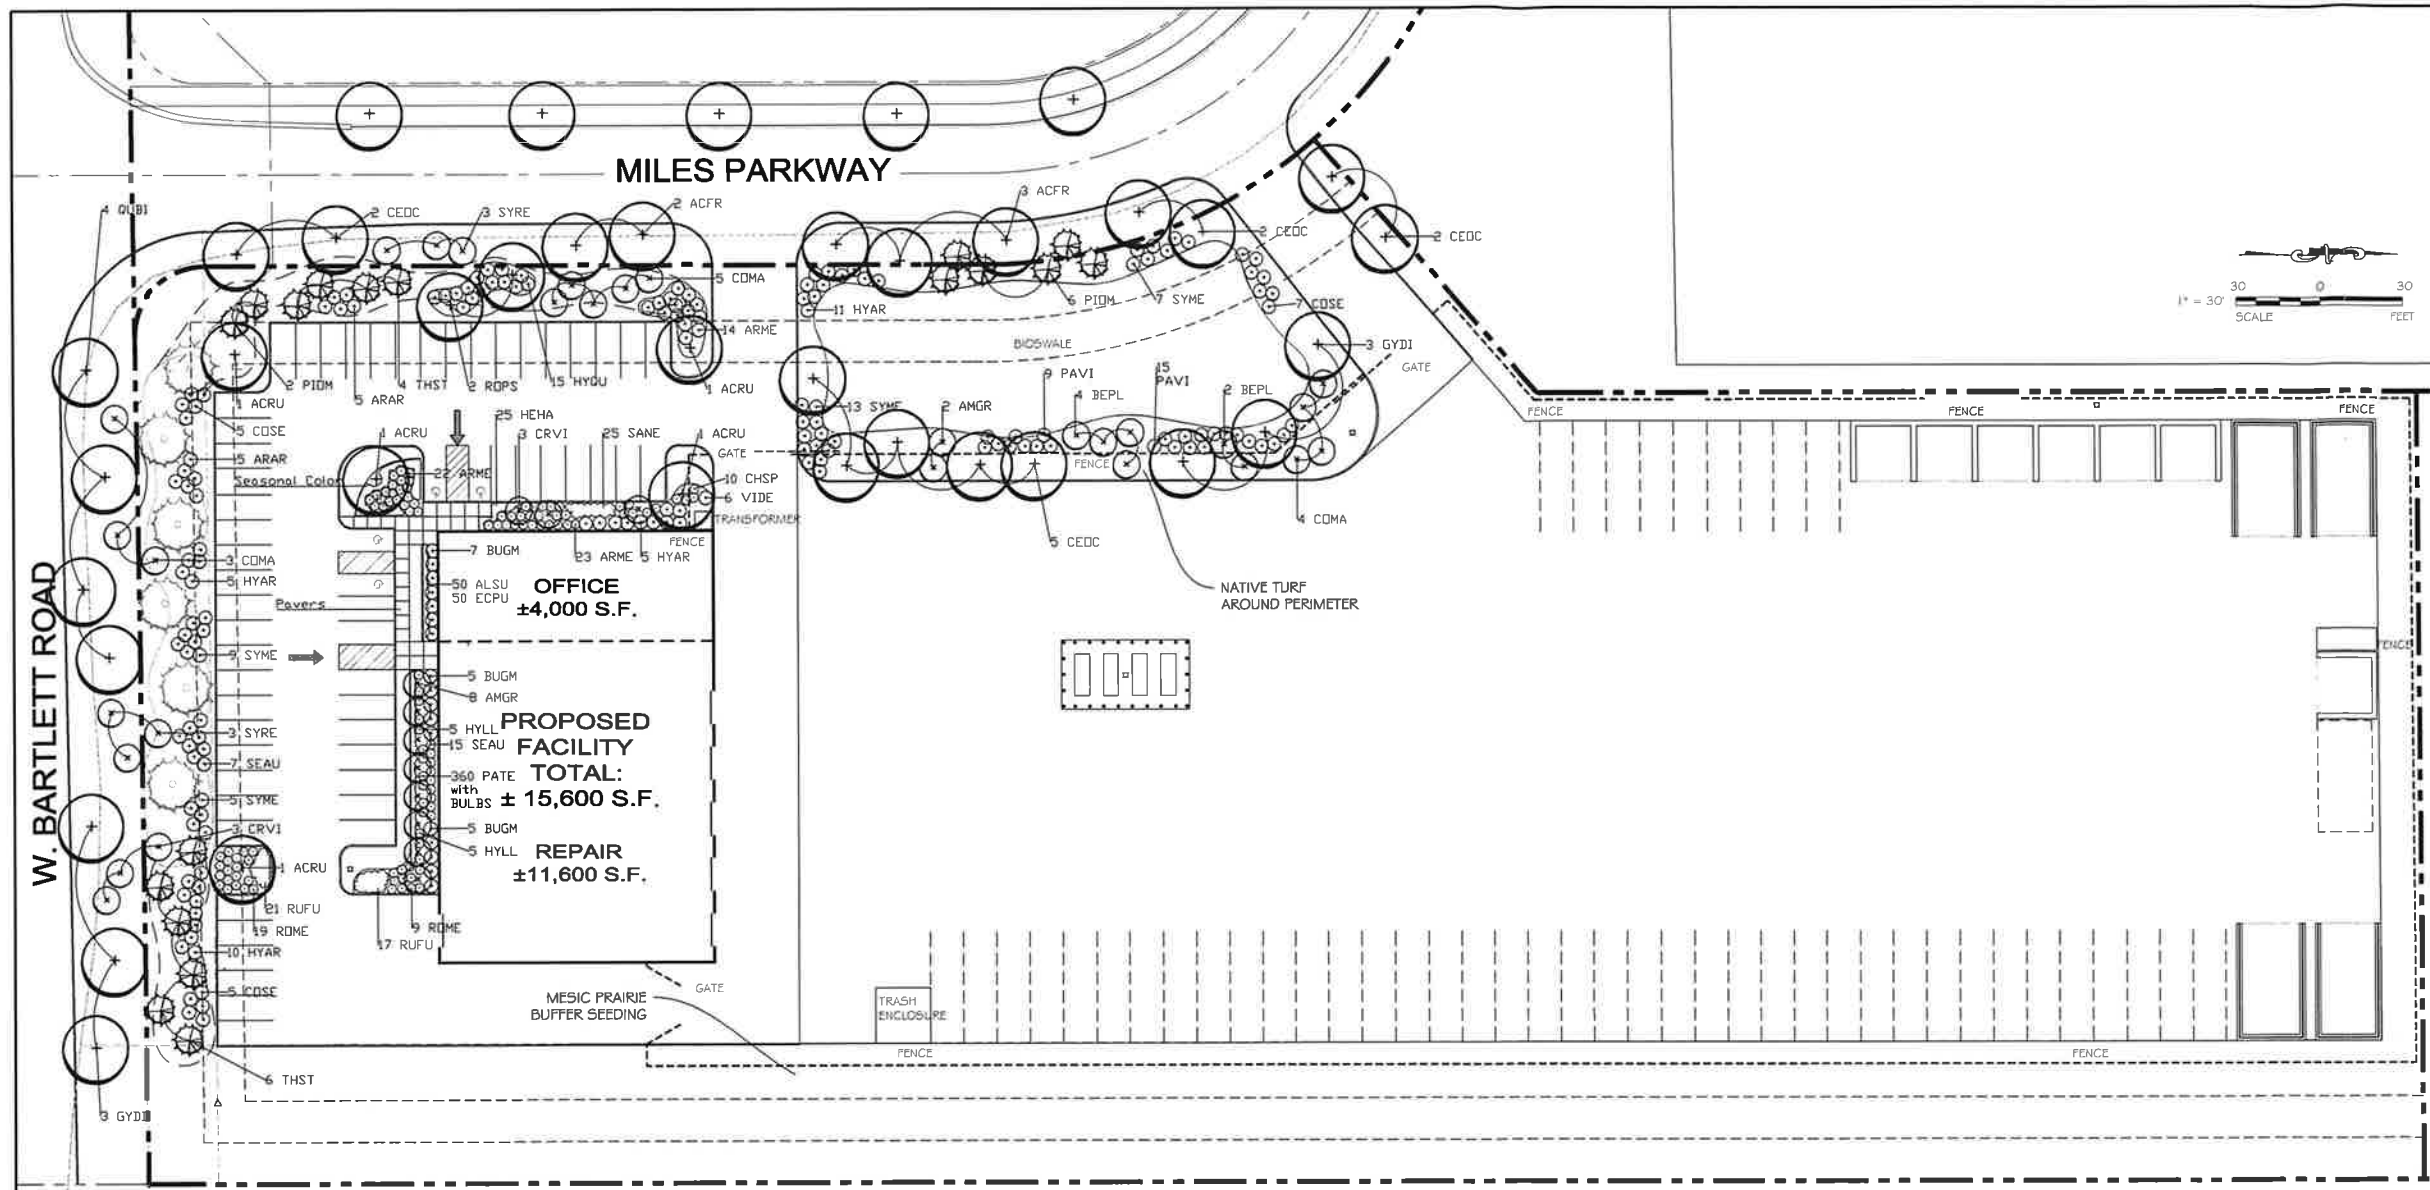 MILES PARKWAY
4 QUBI
2 CEOC
3 SYRE
2 ACFR
3 ACFR
2 CEOC
2 CEOC
5 COMA
11 HYAR
6 PIOM
7 SYME
7 COSE
14 ARME
30 0 30
1" = 30'
SCALE FEET
BIOSWALE
3 GYDI
GATE
2 PIOM
4 THST
2 ROPS
15 HYQU
1 ACRU
9 PAVI
15
PAVI
1 ACRU
5 ARAR
13 SYME
2 AMGR
4 BEPL
2 BEPL
FENCE
FENCE
FENCE
25 HEHA
5 COSE
1 ACRU
3 CRVI
25 SANE
1 ACRU
GATE
FENCE
5 ARAR
22 ARME
Seasonal Color
10 CHSP
6 VIDE
TRANSFORMER
4 COMA
FENCE
5 CEOC
7 BUGM
23 ARME
5 HYAR
3 COMA
5 HYAR
50 ALSU
50 ECPU
OFFICE
±4,000 S.F.
NATIVE TURF
AROUND PERIMETER
Pavers
W. BARTLETT ROAD
9 SYME
FENCE
5 BUGM
8 AMGR
PROPOSED
FACILITY
TOTAL:
± 15,600 S.F.
5 HYLL
15 SEAU
3 SYRE
7 SEAU
360 PATE
with
BULBS
5 SYME
3 CRVI
5 BUGM
5 HYLL
REPAIR
±11,600 S.F.
1 ACRU
21 RUFU
19 ROME
9 ROME
17 RUFU
10 HYAR
5 COSE
MESIC PRAIRIE
BUFFER SEEDING
GATE
TRASH
ENCLOSURE
FENCE
FENCE
6 THST
3 GYDI